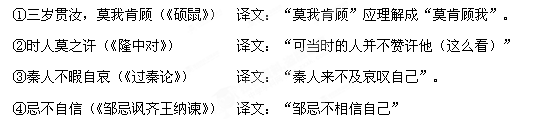 ①三岁贯汝，莫我肯顾（《硕鼠》） 译文：“莫我肯顾”应理解成“莫肯顾我”。
②时人莫之许（《隆中对》） 译文：“可当时的人并不赞许他（这么看）”
③秦人不暇自哀（《过秦论》） 译文：“秦人来不及哀叹自己”。
④忌不自信（《邹忌讽齐王纳谏》） 译文：“邹忌不相信自己”